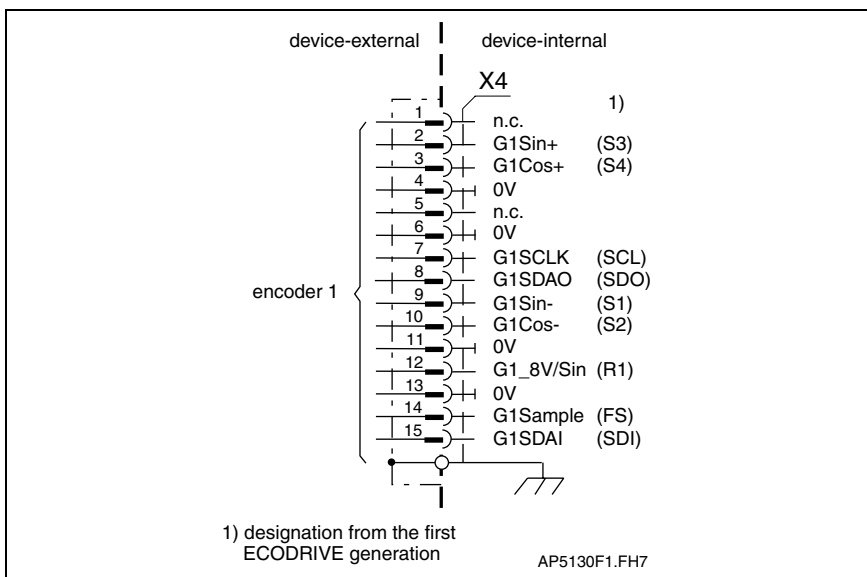 device-external device-internal
X4
1)
1 n.c.
2 G1Sin+ (S3)
3 G1Cos+ (S4)
4 0V
5 n.c.
6 0V
7 G1SCLK (SCL)
8 G1SDAO (SDO)
encoder 1
9 G1Sin- (S1)
10 G1Cos- (S2)
11 0V
12 G1_8V/Sin (R1)
13 0V
14 G1Sample (FS)
15 G1SDAI (SDI)
1) designation from the first
ECODRIVE generation
AP5130F1.FH7